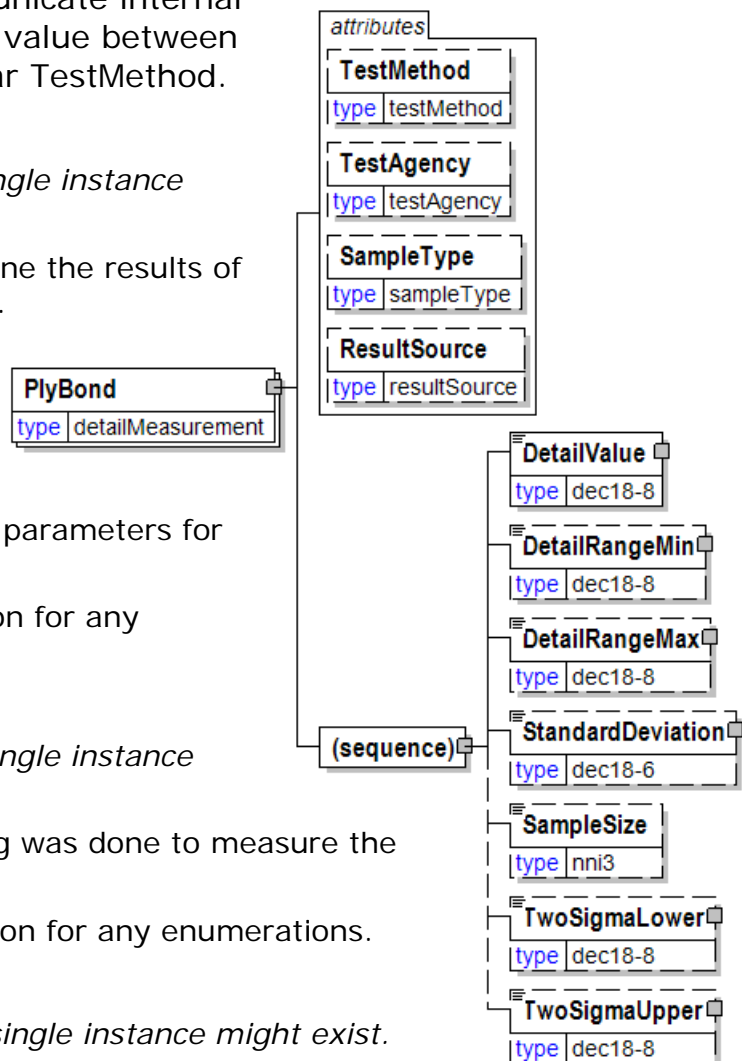 unicate internal
value between
ar TestMethod.
ngle instance
ne the results of
.
parameters for
on for any
ngle instance
g was done to measure the
on for any enumerations.
single instance might exist.
PlyBond
type detailMeasurement
attributes
TestMethod
type testMethod
TestAgency
type testAgency
SampleType
type sampleType
ResultSource
type resultSource
(sequence)
DetailValue
type dec18-8
DetailRangeMin
type dec18-8
DetailRangeMax
type dec18-8
StandardDeviation
type dec18-6
SampleSize
type nni3
TwoSigmaLower
type dec18-8
TwoSigmaUpper
type dec18-8